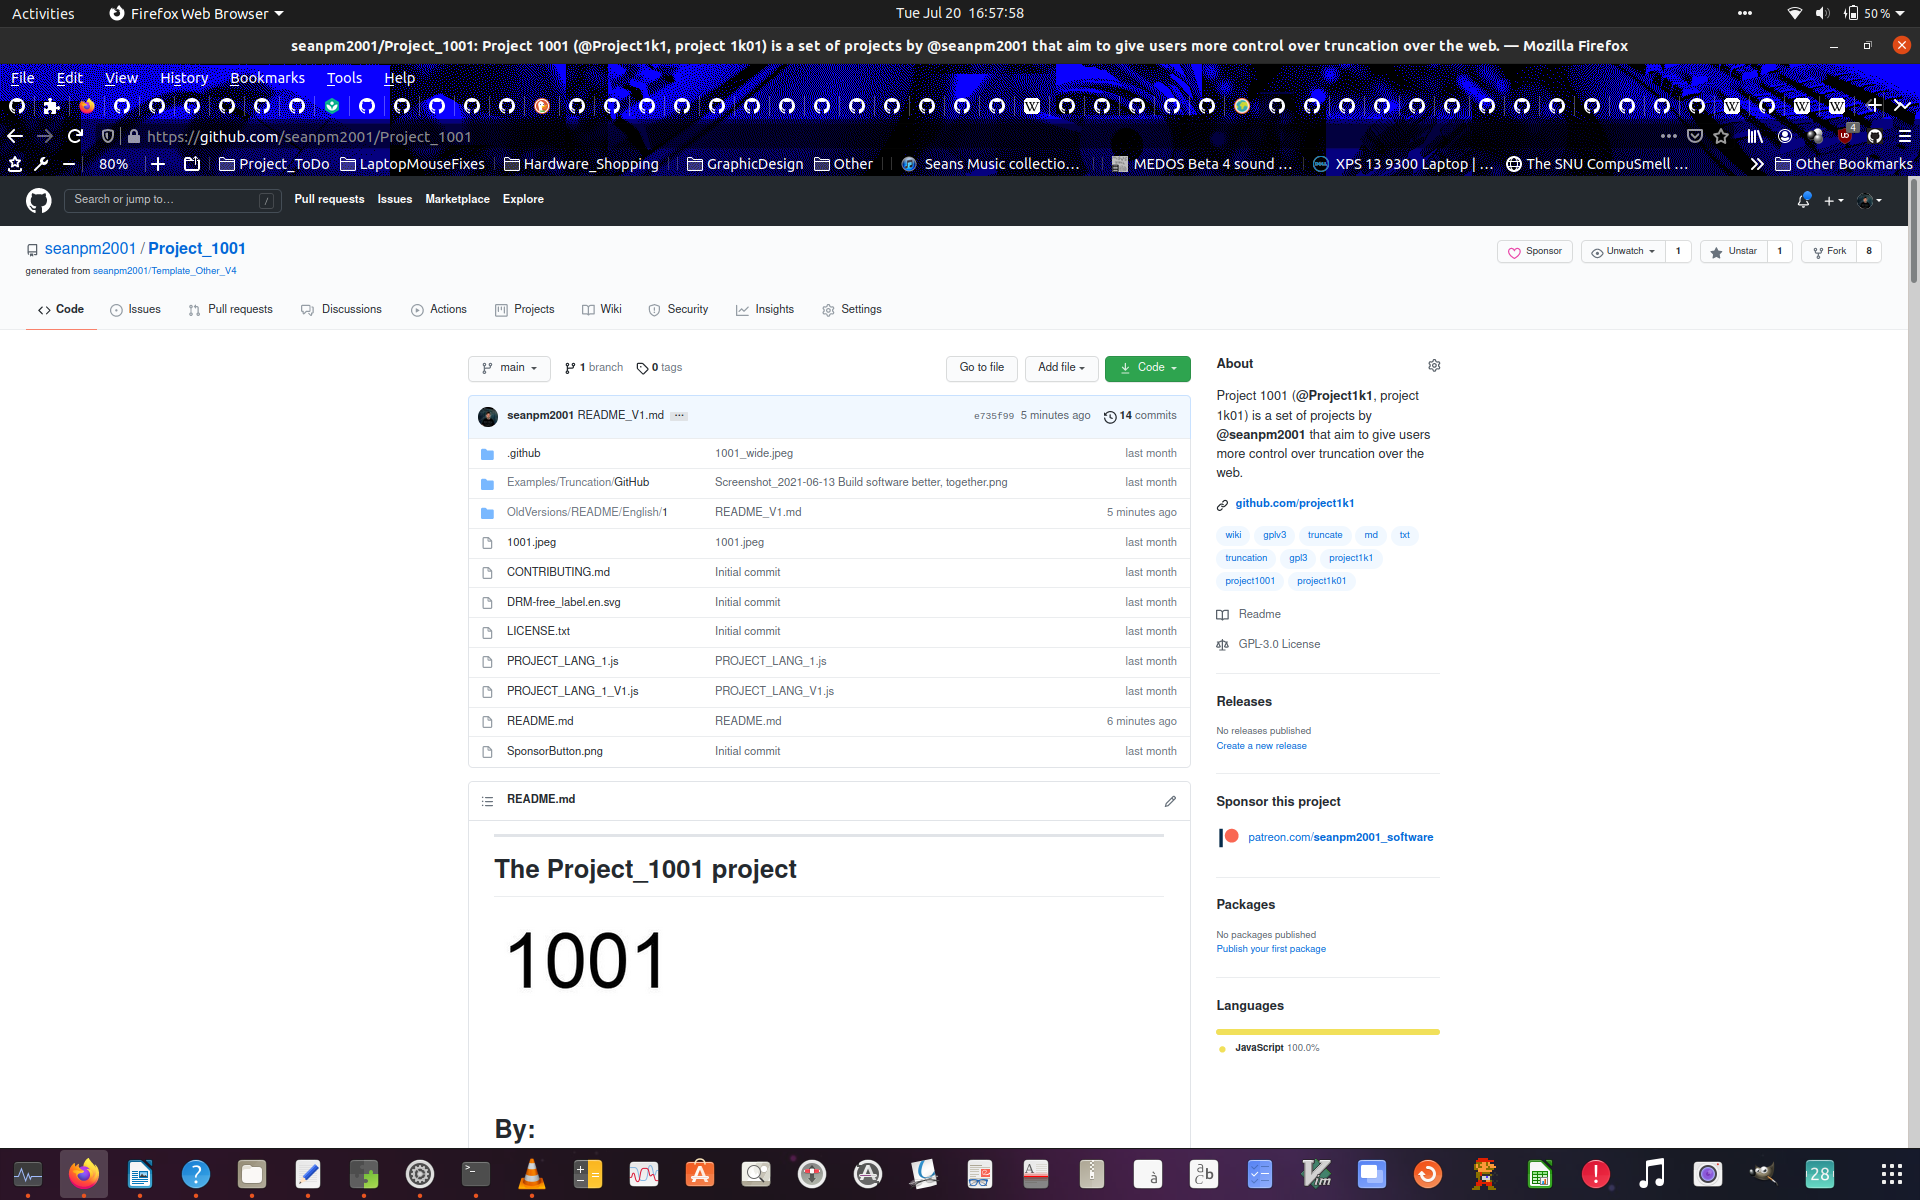 Activities Firefox Web Browser Tue Jul 20 16:57:58 50 %
seanpm2001/Project_1001: Project 1001 (@Project1k1, project 1k01) is a set of projects by @seanpm2001 that aim to give users more control over truncation over the web. — Mozilla Firefox
File Edit View History Bookmarks Tools Help
https://github.com/seanpm2001/Project_1001 4
80% Project_ToDo LaptopMouseFixes Hardware_Shopping GraphicDesign Other Seans Music collectio… MEDOS Beta 4 sound … XPS 13 9300 Laptop | … The SNU CompuSmell … Other Bookmarks
Search or jump to… / Pull requests Issues Marketplace Explore
seanpm2001 / Project_1001 Sponsor Unwatch 1 Unstar 1 Fork 8
generated from seanpm2001/Template_Other_V4
Code Issues Pull requests Discussions Actions Projects Wiki Security Insights Settings
main 1 branch 0 tags Go to file Add file Code
seanpm2001 README_V1.md ··· e735f99 5 minutes ago 14 commits
.github 1001_wide.jpeg last month
Examples/Truncation/GitHub Screenshot_2021-06-13 Build software better, together.png last month
OldVersions/README/English/1 README_V1.md 5 minutes ago
1001.jpeg 1001.jpeg last month
CONTRIBUTING.md Initial commit last month
DRM-free_label.en.svg Initial commit last month
LICENSE.txt Initial commit last month
PROJECT_LANG_1.js PROJECT_LANG_1.js last month
PROJECT_LANG_1_V1.js PROJECT_LANG_V1.js last month
README.md README.md 6 minutes ago
SponsorButton.png Initial commit last month
README.md
The Project_1001 project
1001
By:
About
Project 1001 (@Project1k1, project
1k01) is a set of projects by
@seanpm2001 that aim to give users
more control over truncation over the
web.
github.com/project1k1
wiki gplv3 truncate md txt
truncation gpl3 project1k1
project1001 project1k01
Readme
GPL-3.0 License
Releases
No releases published
Create a new release
Sponsor this project
patreon.com/seanpm2001_software
Packages
No packages published
Publish your first package
Languages
JavaScript 100.0%
28